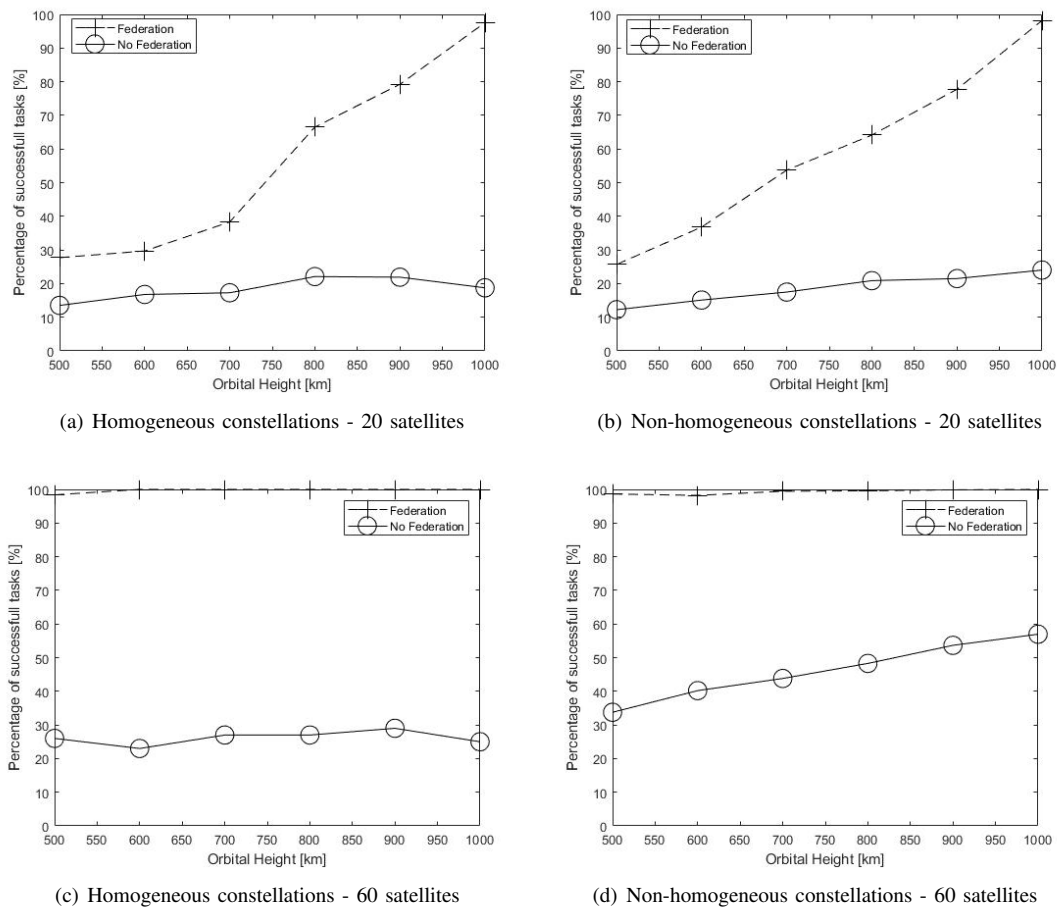 100
90
80
70
60
50
40
30
20
10
0
Percentage of successfull tasks [%]
Federation
No Federation
500 550 600 650 700 750 800 850 900 950 1000
Orbital Height [km]
(a) Homogeneous constellations - 20 satellites
100
90
80
70
60
50
40
30
20
10
0
Percentage of successfull tasks [%]
Federation
No Federation
500 550 600 650 700 750 800 850 900 950 1000
Orbital Height [km]
(b) Non-homogeneous constellations - 20 satellites
100
90
80
70
60
50
40
30
20
10
0
Percentage of successfull tasks [%]
Federation
No Federation
500 550 600 650 700 750 800 850 900 950 1000
Orbital Height [km]
(c) Homogeneous constellations - 60 satellites
100
90
80
70
60
50
40
30
20
10
0
Percentage of successfull tasks [%]
Federation
No Federation
500 550 600 650 700 750 800 850 900 950 1000
Orbital Height [km]
(d) Non-homogeneous constellations - 60 satellites